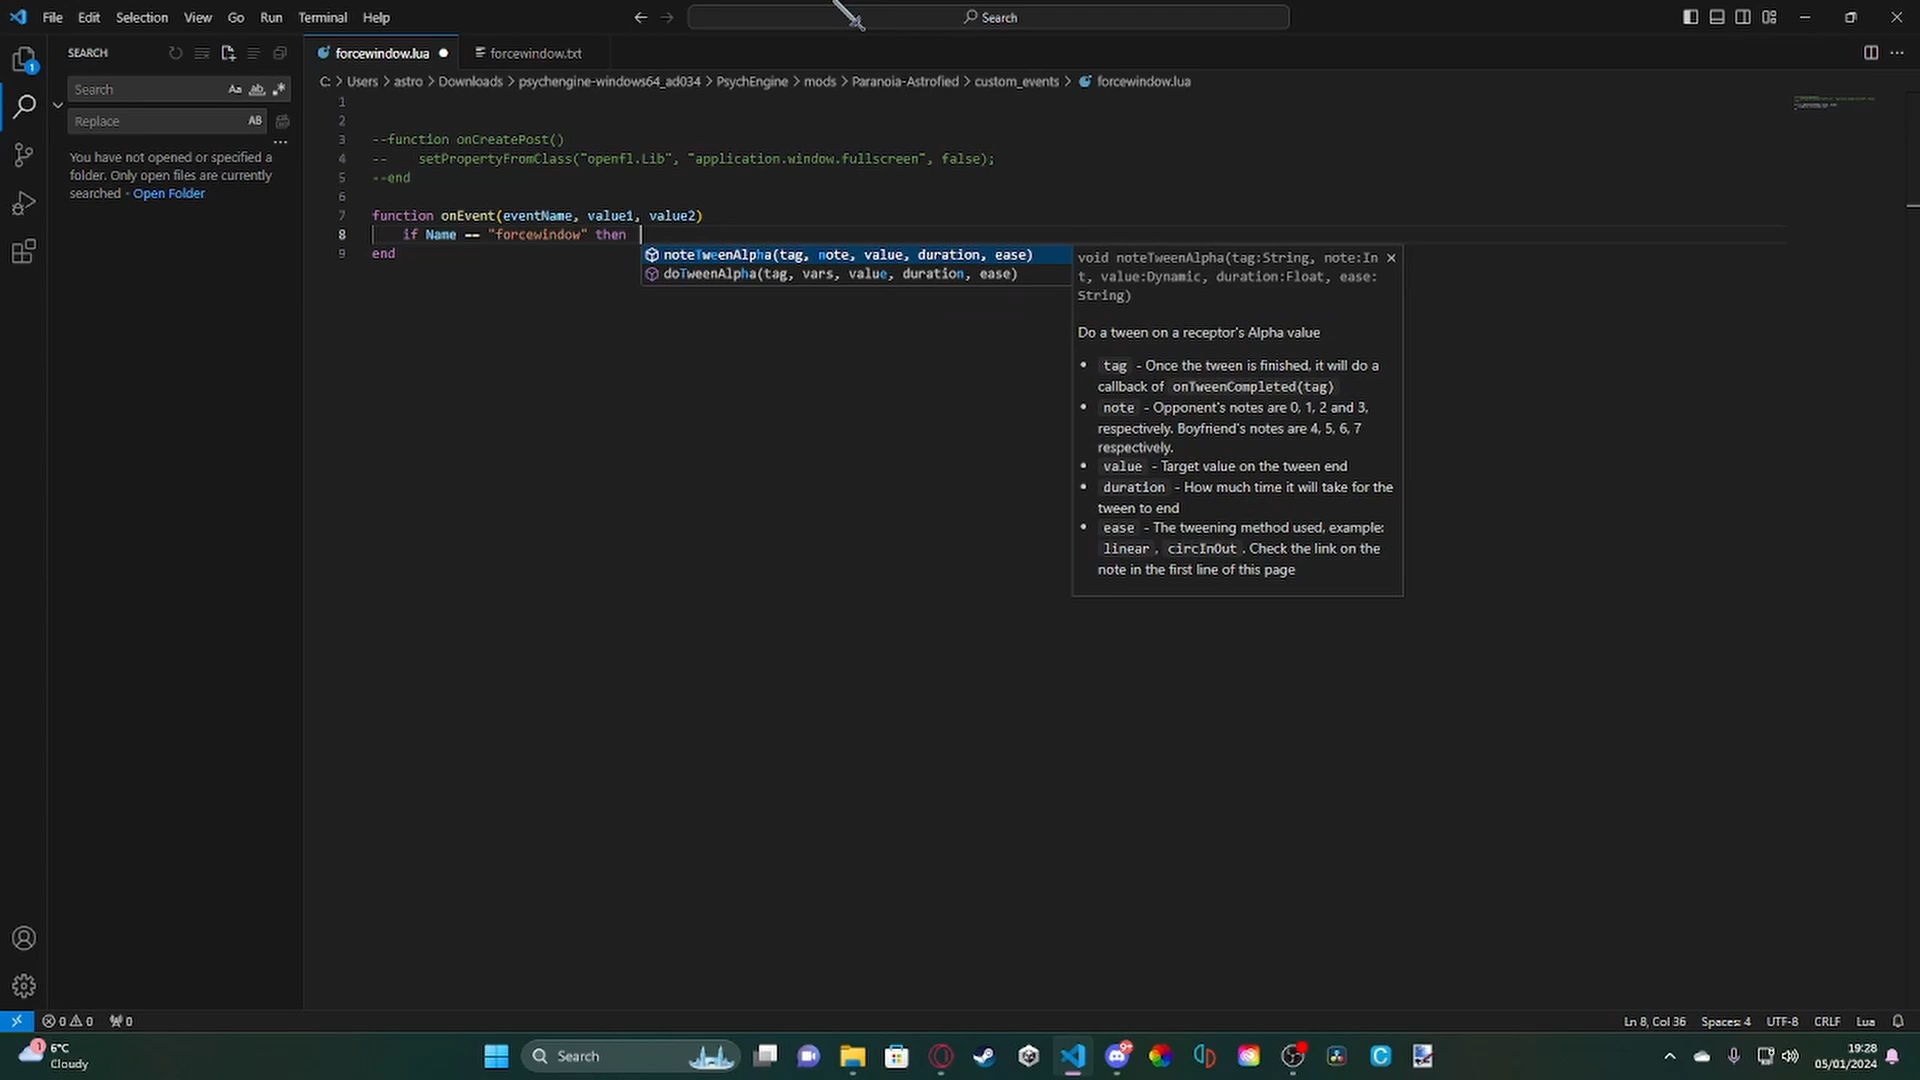 File Edit Selection View Go Run Terminal Help
Search
SEARCH
forcewindow.lua
forcewindow.txt
Search
Aa ab
C: > Users > astro > Downloads > psychengine-windows64_ad034 > PsychEngine > mods > Paranoia-Astrofied > custom_events > forcewindow.lua
Replace
AB
You have not opened or specified a
folder. Only open files are currently
searched - Open Folder
1
2
3 --function onCreatePost()
4 -- setPropertyFromClass("openfl.Lib", "application.window.fullscreen", false);
5 --end
6
7 function onEvent(eventName, value1, value2)
8 if Name == "forcewindow" then
9 end
noteTweenAlpha(tag, note, value, duration, ease)
doTweenAlpha(tag, vars, value, duration, ease)
void noteTweenAlpha(tag:String, note:In
t, value:Dynamic, duration:Float, ease:
String)
Do a tween on a receptor's Alpha value
• tag - Once the tween is finished, it will do a
callback of onTweenCompleted(tag)
• note - Opponent's notes are 0, 1, 2 and 3,
respectively. Boyfriend's notes are 4, 5, 6, 7
respectively.
• value - Target value on the tween end
• duration - How much time it will take for the
tween to end
• ease - The tweening method used, example:
linear, circInOut. Check the link on the
note in the first line of this page
0 0 0
Ln 8, Col 36 Spaces: 4 UTF-8 CRLF Lua
1
6°C
Cloudy
Search
9+
19:28
05/01/2024